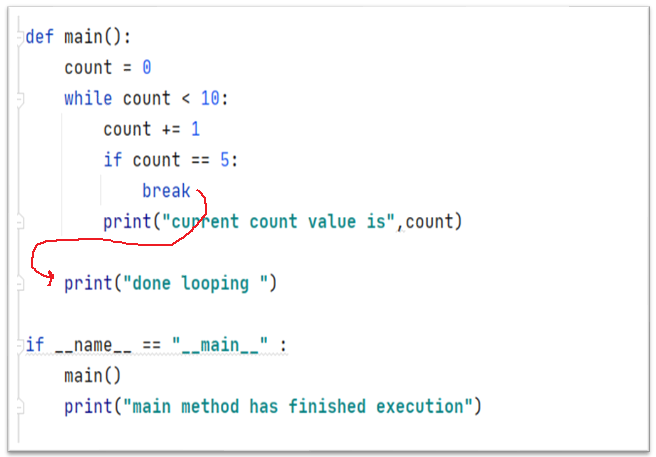 def main():
    count = 0
    while count < 10:
        count += 1
        if count == 5:
            break
        print("current count value is",count)
    print("done looping ")
if __name__ == "__main__" :
    main()
    print("main method has finished execution")